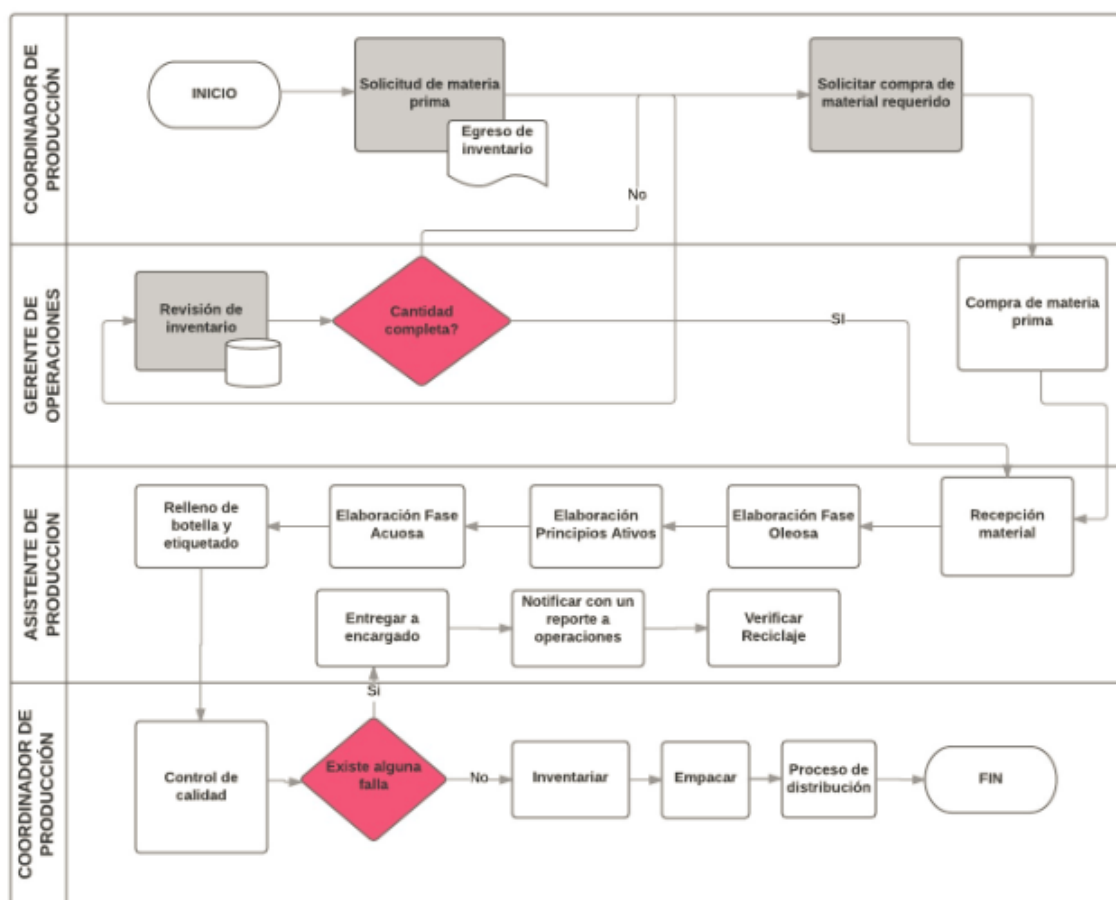 COORDINADOR DE
PRODUCCIÓN
INICIO
Solicitud de materia
prima
Egreso de
inventario
Solicitar compra de
material requerido
No
GERENTE DE
OPERACIONES
Revisión de
inventario
Cantidad
completa?
SI
Compra de materia
prima
ASISTENTE DE
PRODUCCION
Relleno de
botella y
etiquetado
Elaboración Fase
Acuosa
Elaboración
Principios Ativos
Elaboración Fase
Oleosa
Recepción
material
Entregar a
encargado
Notificar con un
reporte a
operaciones
Verificar
Reciclaje
Si
COORDINADOR DE
PRODUCCIÓN
Control de
calidad
Existe alguna
falla
No
Inventariar
Empacar
Proceso de
distribución
FIN